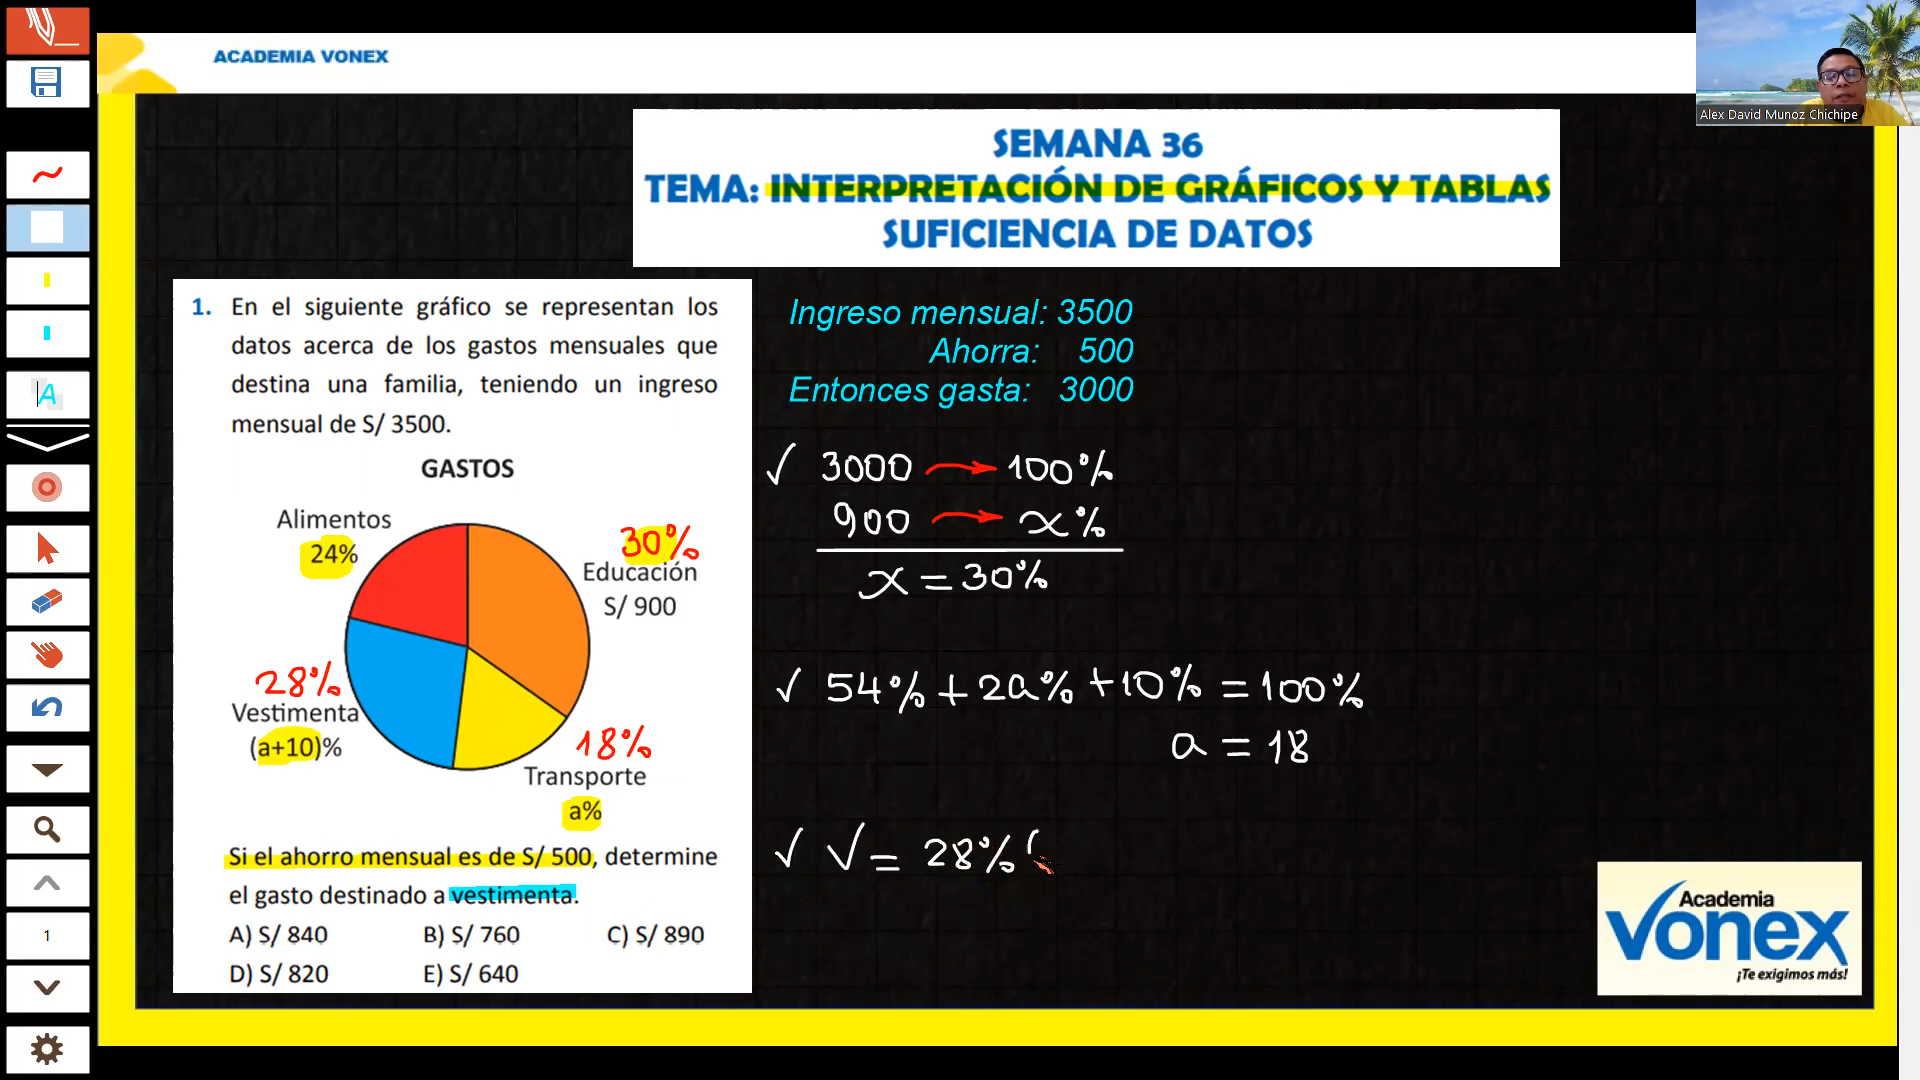 ACADEMIA VONEX
Alex David Munoz Chichipe
SEMANA 36
TEMA: INTERPRETACIÓN DE GRÁFICOS Y TABLAS
SUFICIENCIA DE DATOS
1. En el siguiente gráfico se representan los
datos acerca de los gastos mensuales que
destina una familia, teniendo un ingreso
mensual de S/ 3500.
GASTOS
Alimentos
24%
30%
Educación
S/ 900
28%
Vestimenta
(a+10)%
18%
Transporte
a%
Si el ahorro mensual es de S/ 500, determine
el gasto destinado a vestimenta.
A) S/ 840 B) S/ 760 C) S/ 890
D) S/ 820 E) S/ 640
Ingreso mensual: 3500
Ahorra: 500
Entonces gasta: 3000
✓ 3000 → 100%
900 → x%
x = 30%
✓ 54% + 2a% + 10% = 100%
a = 18
✓ V = 28% (
Academia
Vonex
¡Te exigimos más!
A
1